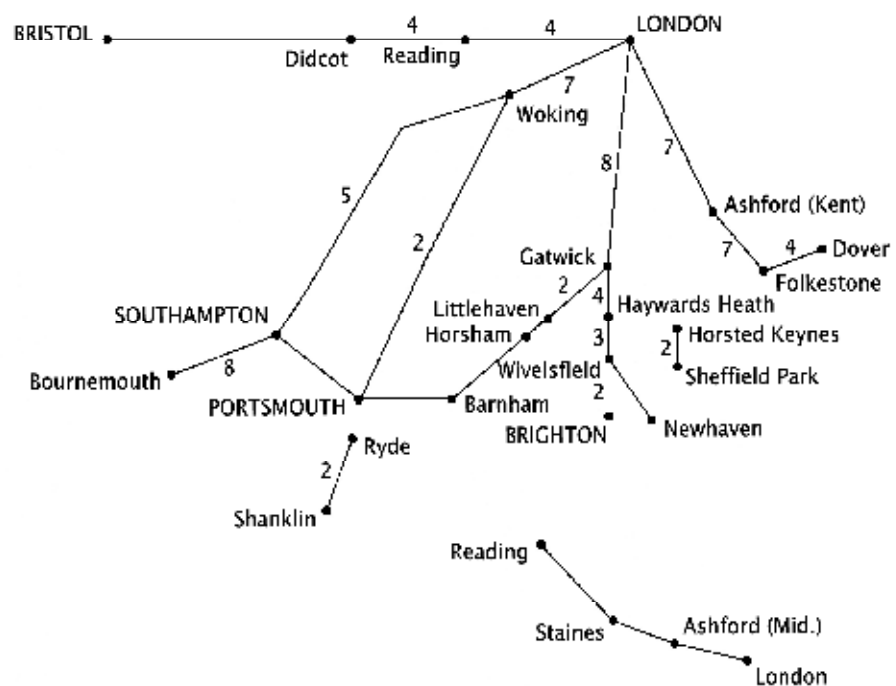 4 4 LONDON
BRISTOL
Didcot Reading
7
Woking
8 7
5
Ashford (Kent)
2
Gatwick 7 4 Dover
Folkestone
2
Littlehaven 4 Haywards Heath
SOUTHAMPTON Horsham
3 Horsted Keynes
2
Bournemouth 8 Wivelsfield Sheffield Park
PORTSMOUTH Barnham 2
BRIGHTON Newhaven
Ryde
2
Shanklin
Reading
Staines Ashford (Mid.)
London